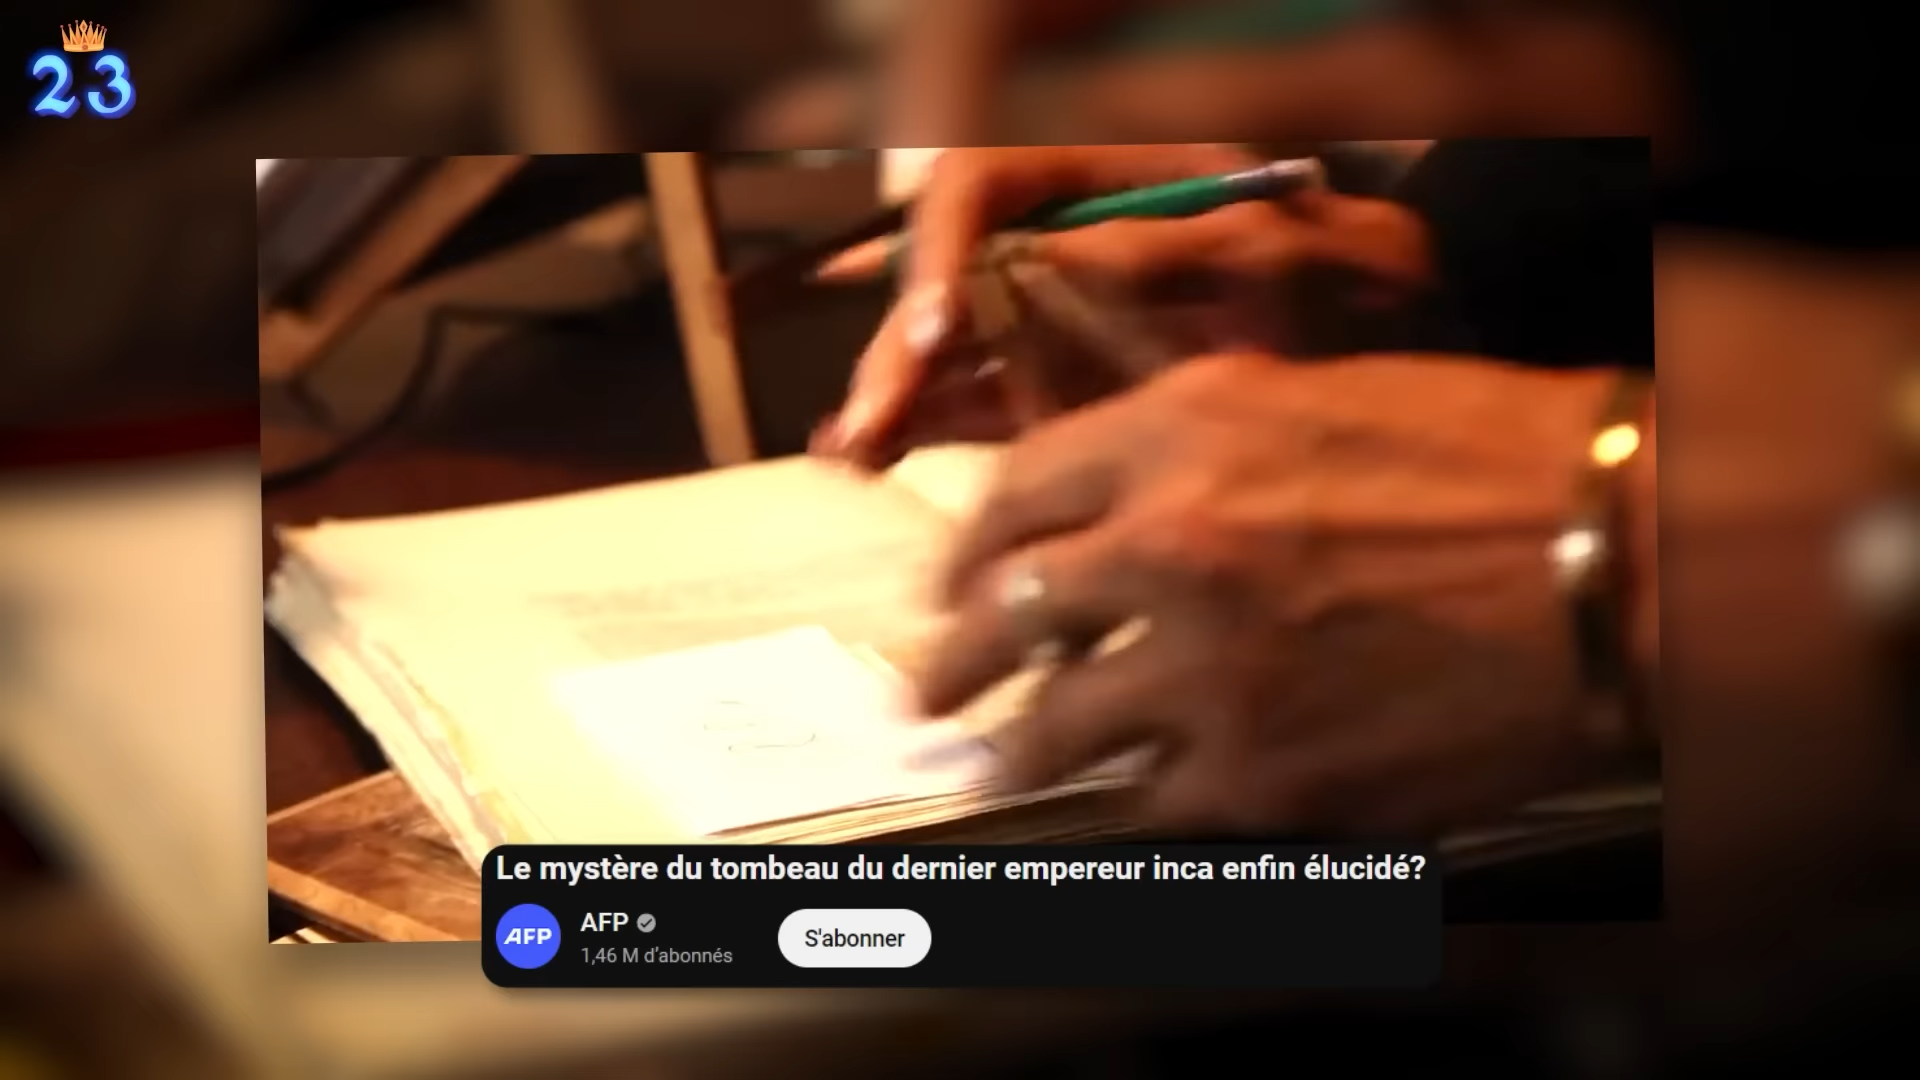 23
Le mystère du tombeau du dernier empereur inca enfin élucidé?
AFP
AFP
1,46 M d'abonnés
S'abonner